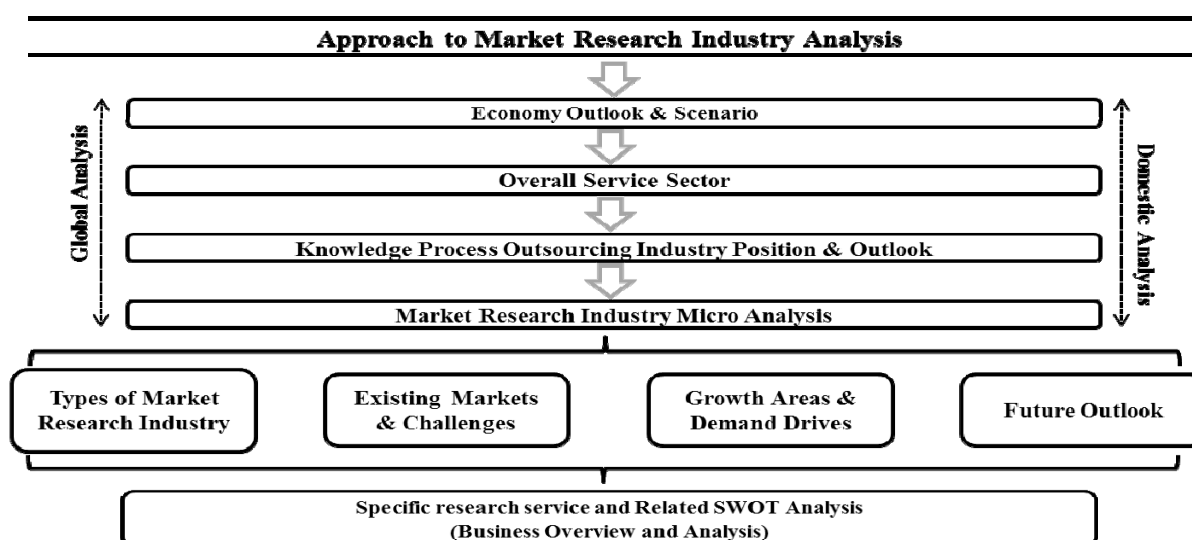 Approach to Market Research Industry Analysis
Global Analysis
Economy Outlook & Scenario
Overall Service Sector
Knowledge Process Outsourcing Industry Position & Outlook
Market Research Industry Micro Analysis
Domestic Analysis
Types of Market
Research Industry
Existing Markets
& Challenges
Growth Areas &
Demand Drives
Future Outlook
Specific research service and Related SWOT Analysis
(Business Overview and Analysis)